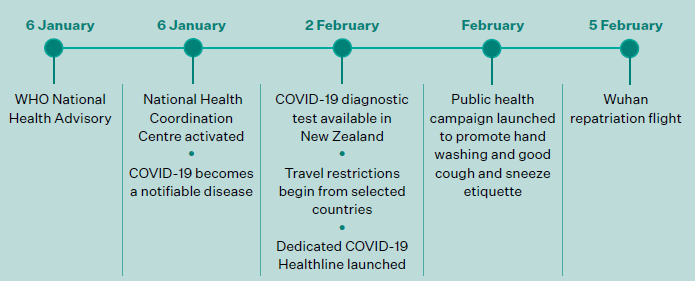 6 January
WHO National
Health Advisory
6 January
National Health
Coordination
Centre activated
•
COVID-19 becomes
a notifiable disease
2 February
COVID-19 diagnostic
test available in
New Zealand
•
Travel restrictions
begin from selected
countries
•
Dedicated COVID-19
Healthline launched
February
Public health
campaign launched
to promote hand
washing and good
cough and sneeze
etiquette
5 February
Wuhan
repatriation flight